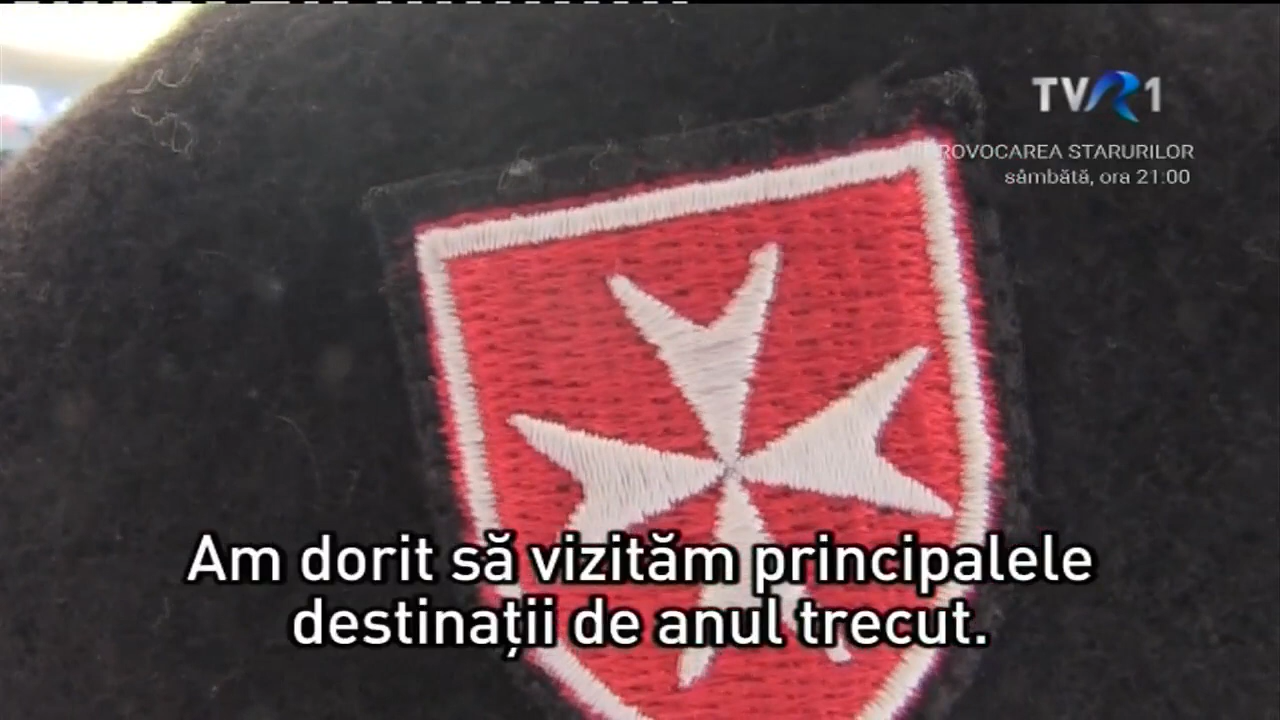 TVR1
PROVOCAREA STARURILOR
sâmbătă, ora 21:00
Am dorit să vizităm principalele
destinații de anul trecut.